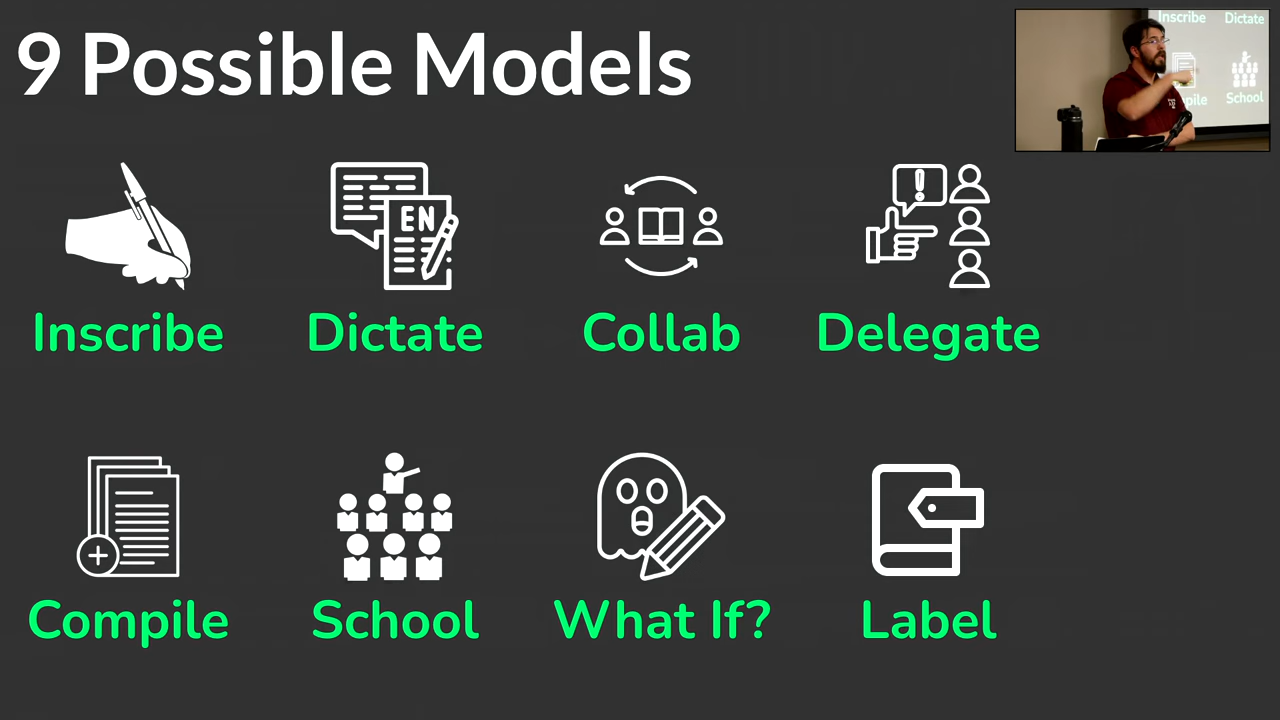 9 Possible Models
Inscribe Dictate
pile School
EN
!
Inscribe Dictate Collab Delegate
Compile School What If? Label